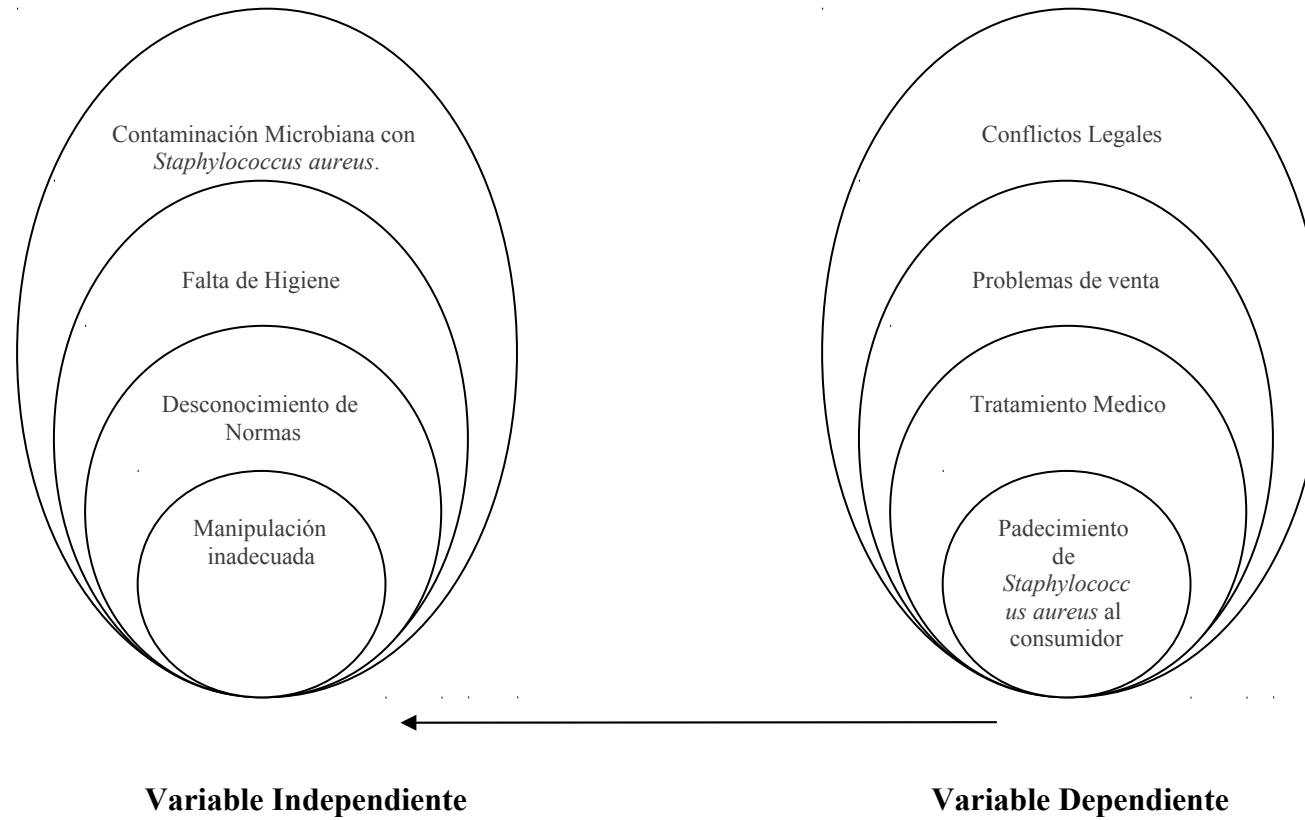 Contaminación Microbiana con
Staphylococcus aureus.
Falta de Higiene
Desconocimiento de
Normas
Manipulación
inadecuada
Conflictos Legales
Problemas de venta
Tratamiento Medico
Padecimiento
de
Staphylococc
us aureus al
consumidor
Variable Independiente
Variable Dependiente